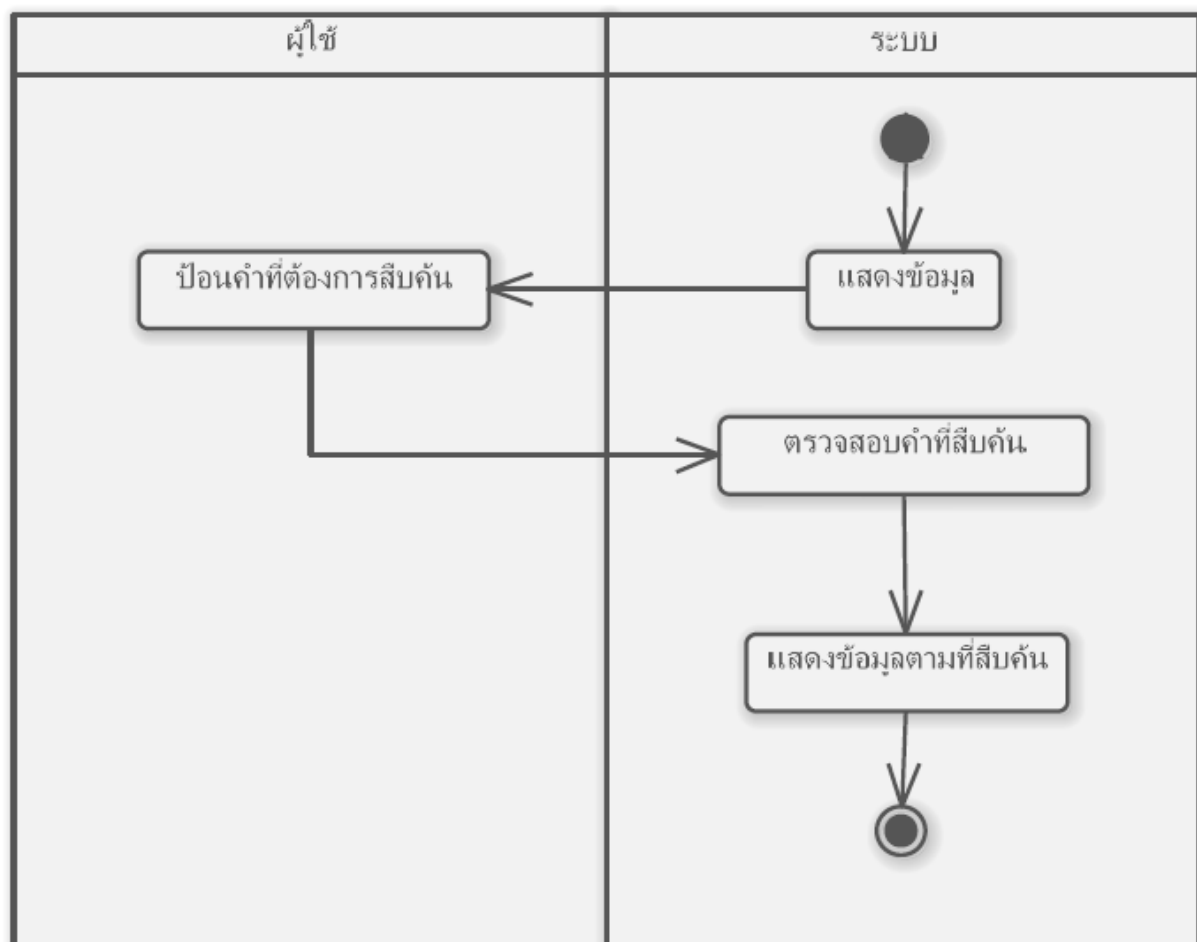 ผู้ใช้
ระบบ
แสดงข้อมูล
ป้อนคำที่ต้องการสืบค้น
ตรวจสอบคำที่สืบค้น
แสดงข้อมูลตามที่สืบค้น